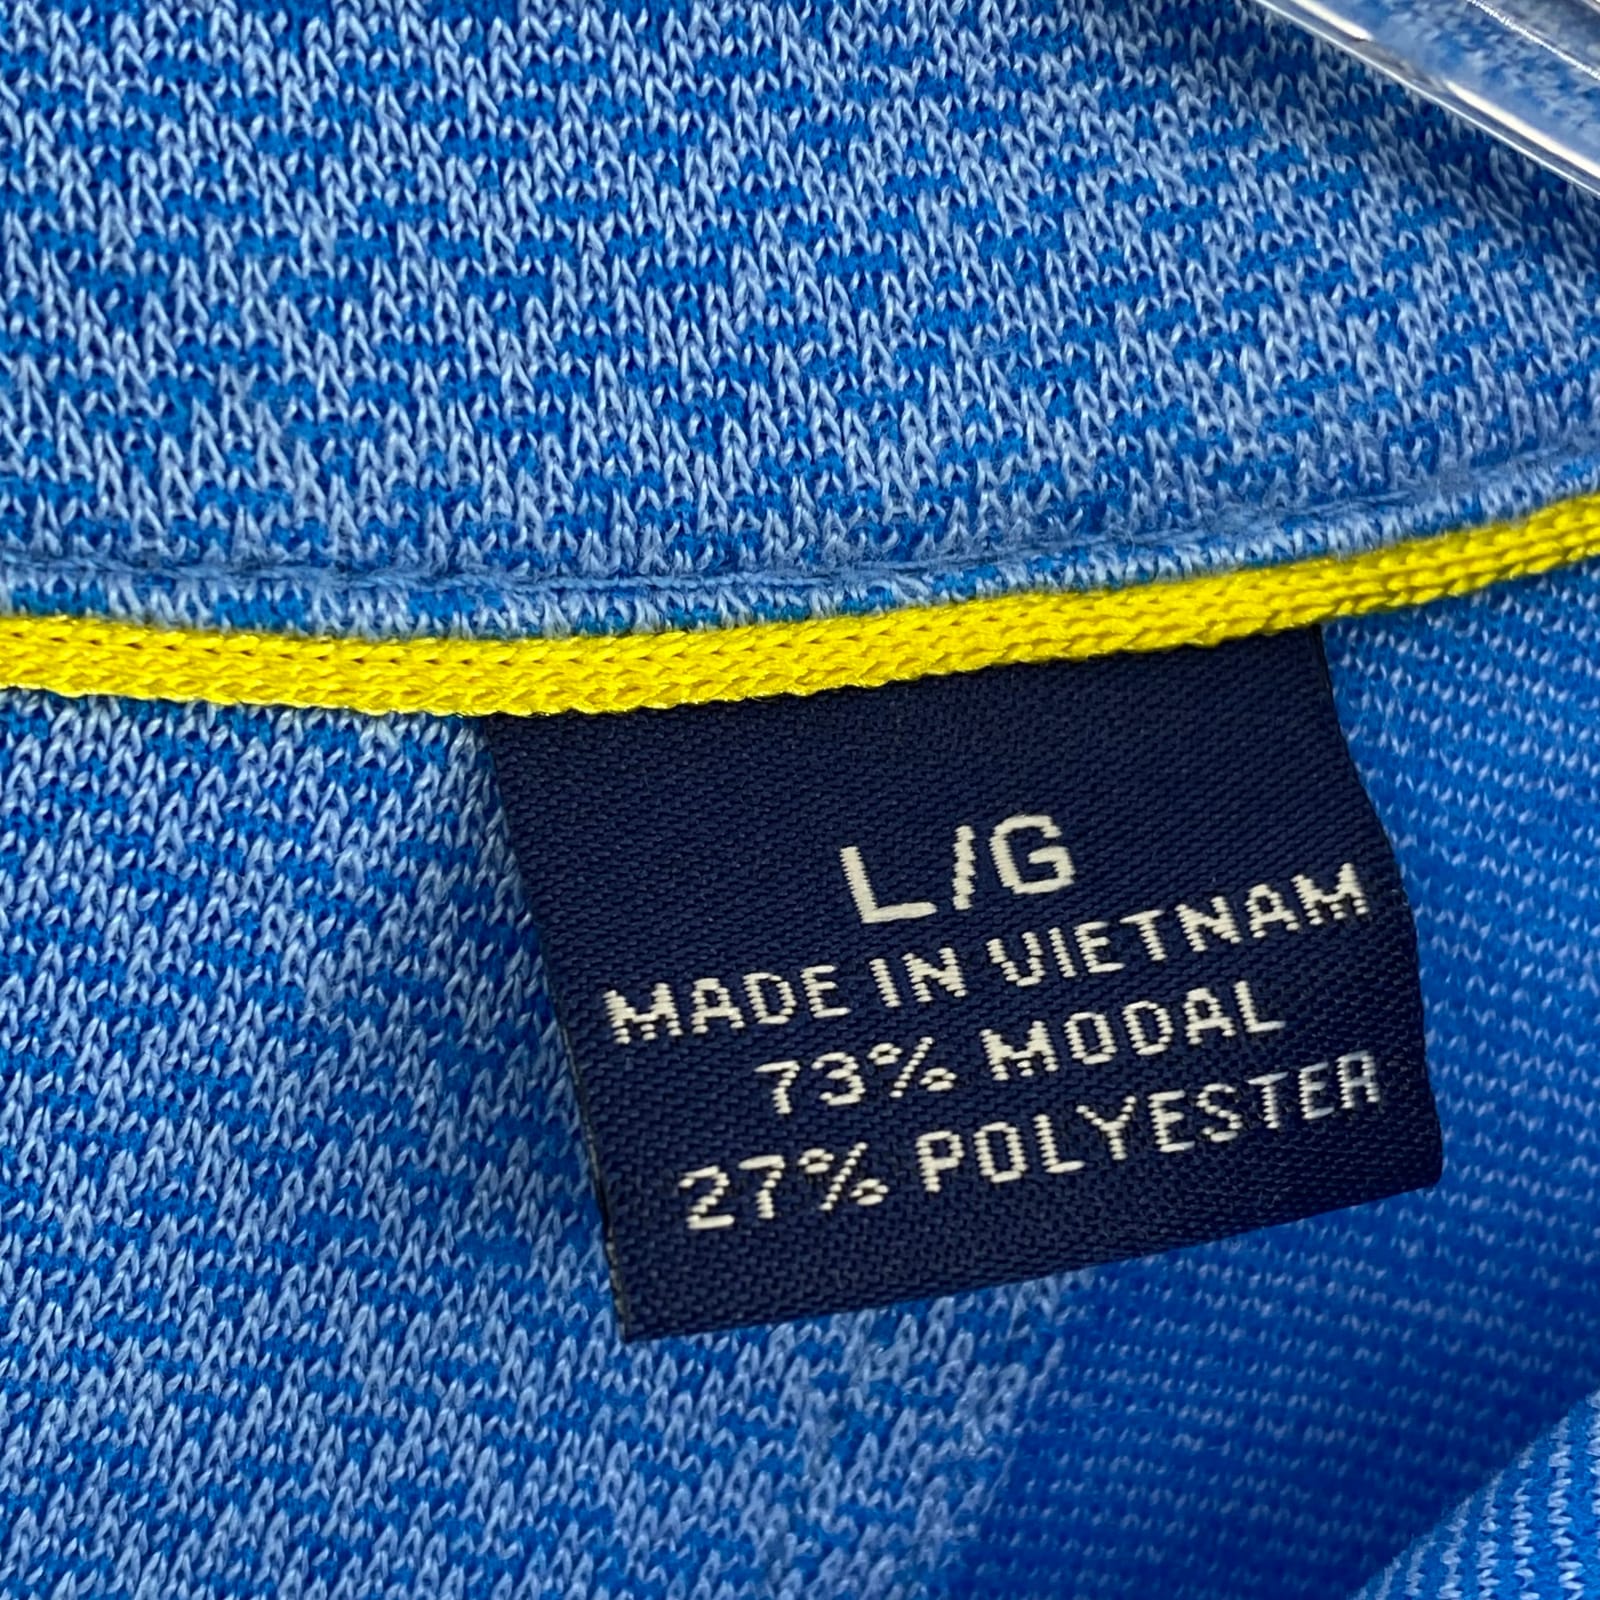 L/G
MADE IN VIETNAM
73% MODAL
27% POLYESTER